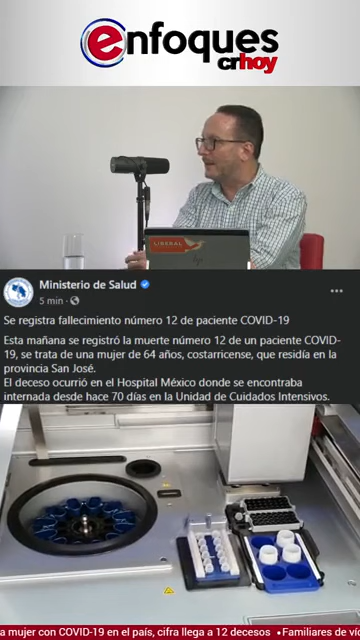 enfoques
crhoy
LIBERAL
hp
Ministerio de Salud
5 min ·
Se registra fallecimiento número 12 de paciente COVID-19
Esta mañana se registró la muerte número 12 de un paciente COVID-
19, se trata de una mujer de 64 años, costarricense, que residía en la
provincia San José.
El deceso ocurrió en el Hospital México donde se encontraba
internada desde hace 70 días en la Unidad de Cuidados Intensivos.
a mujer con COVID-19 en el país, cifra llega a 12 decesos •Familiares de ví